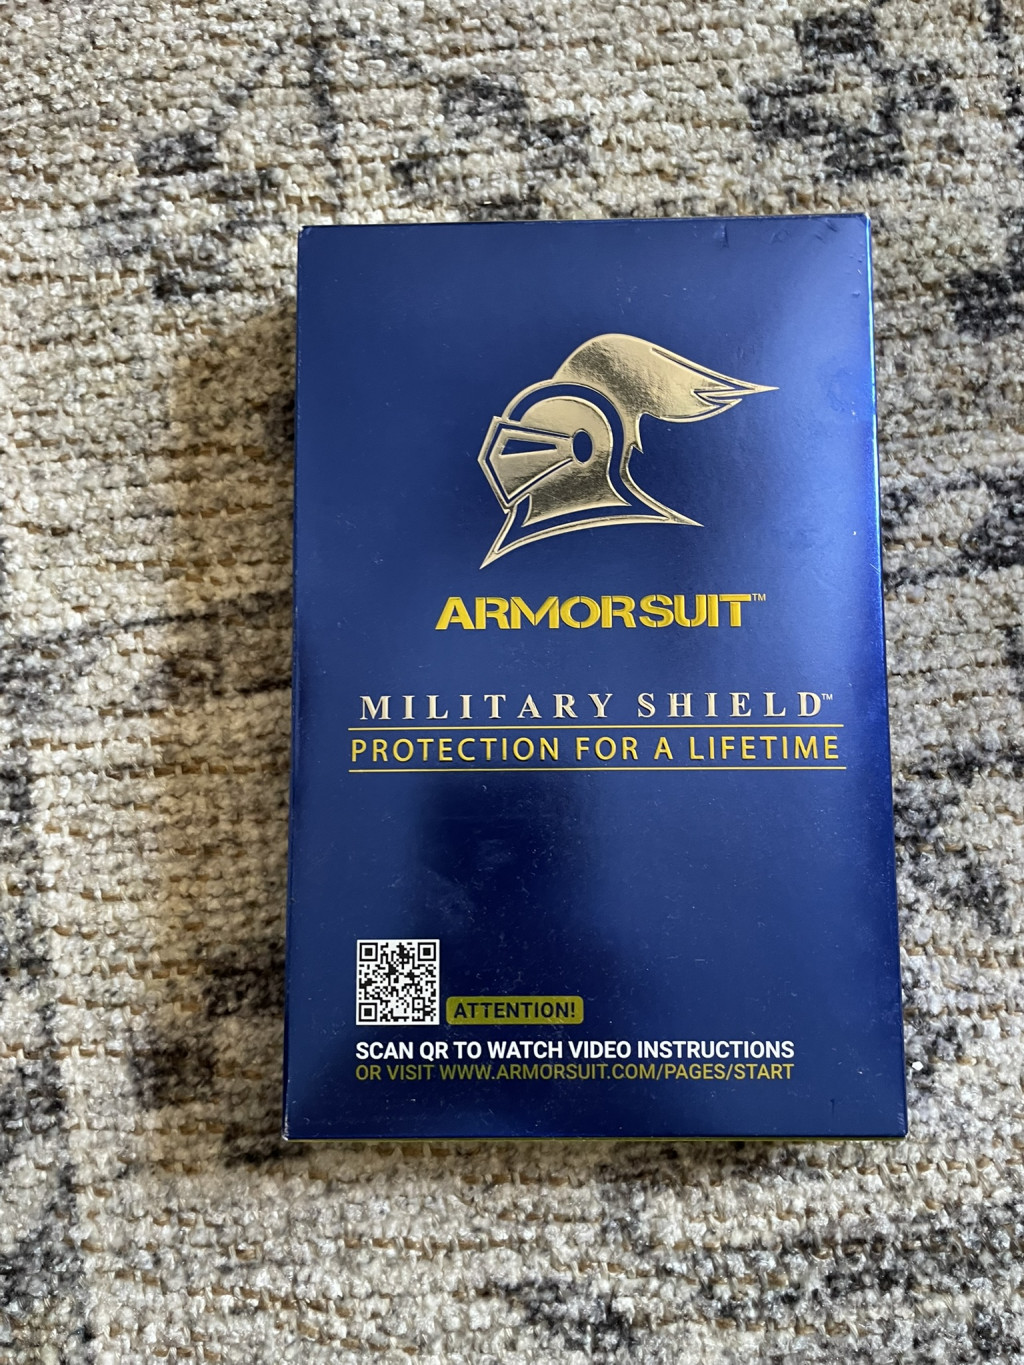 ARMORSUIT™
MILITARY SHIELD™
PROTECTION FOR A LIFETIME
ATTENTION!
SCAN QR TO WATCH VIDEO INSTRUCTIONS
OR VISIT WWW.ARMORSUIT.COM/PAGES/START